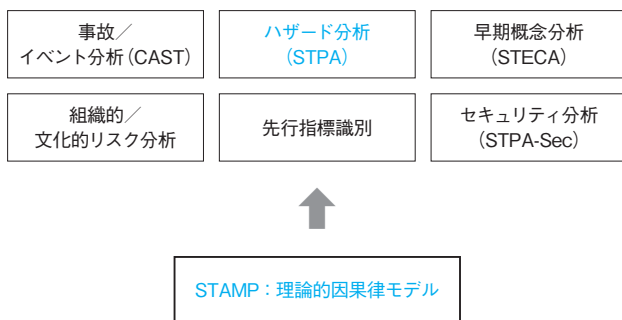 事故／
イベント分析（CAST）
ハザード分析
（STPA）
早期概念分析
（STECA）
組織的／
文化的リスク分析
先行指標識別
セキュリティ分析
（STPA-Sec）
STAMP：理論的因果律モデル